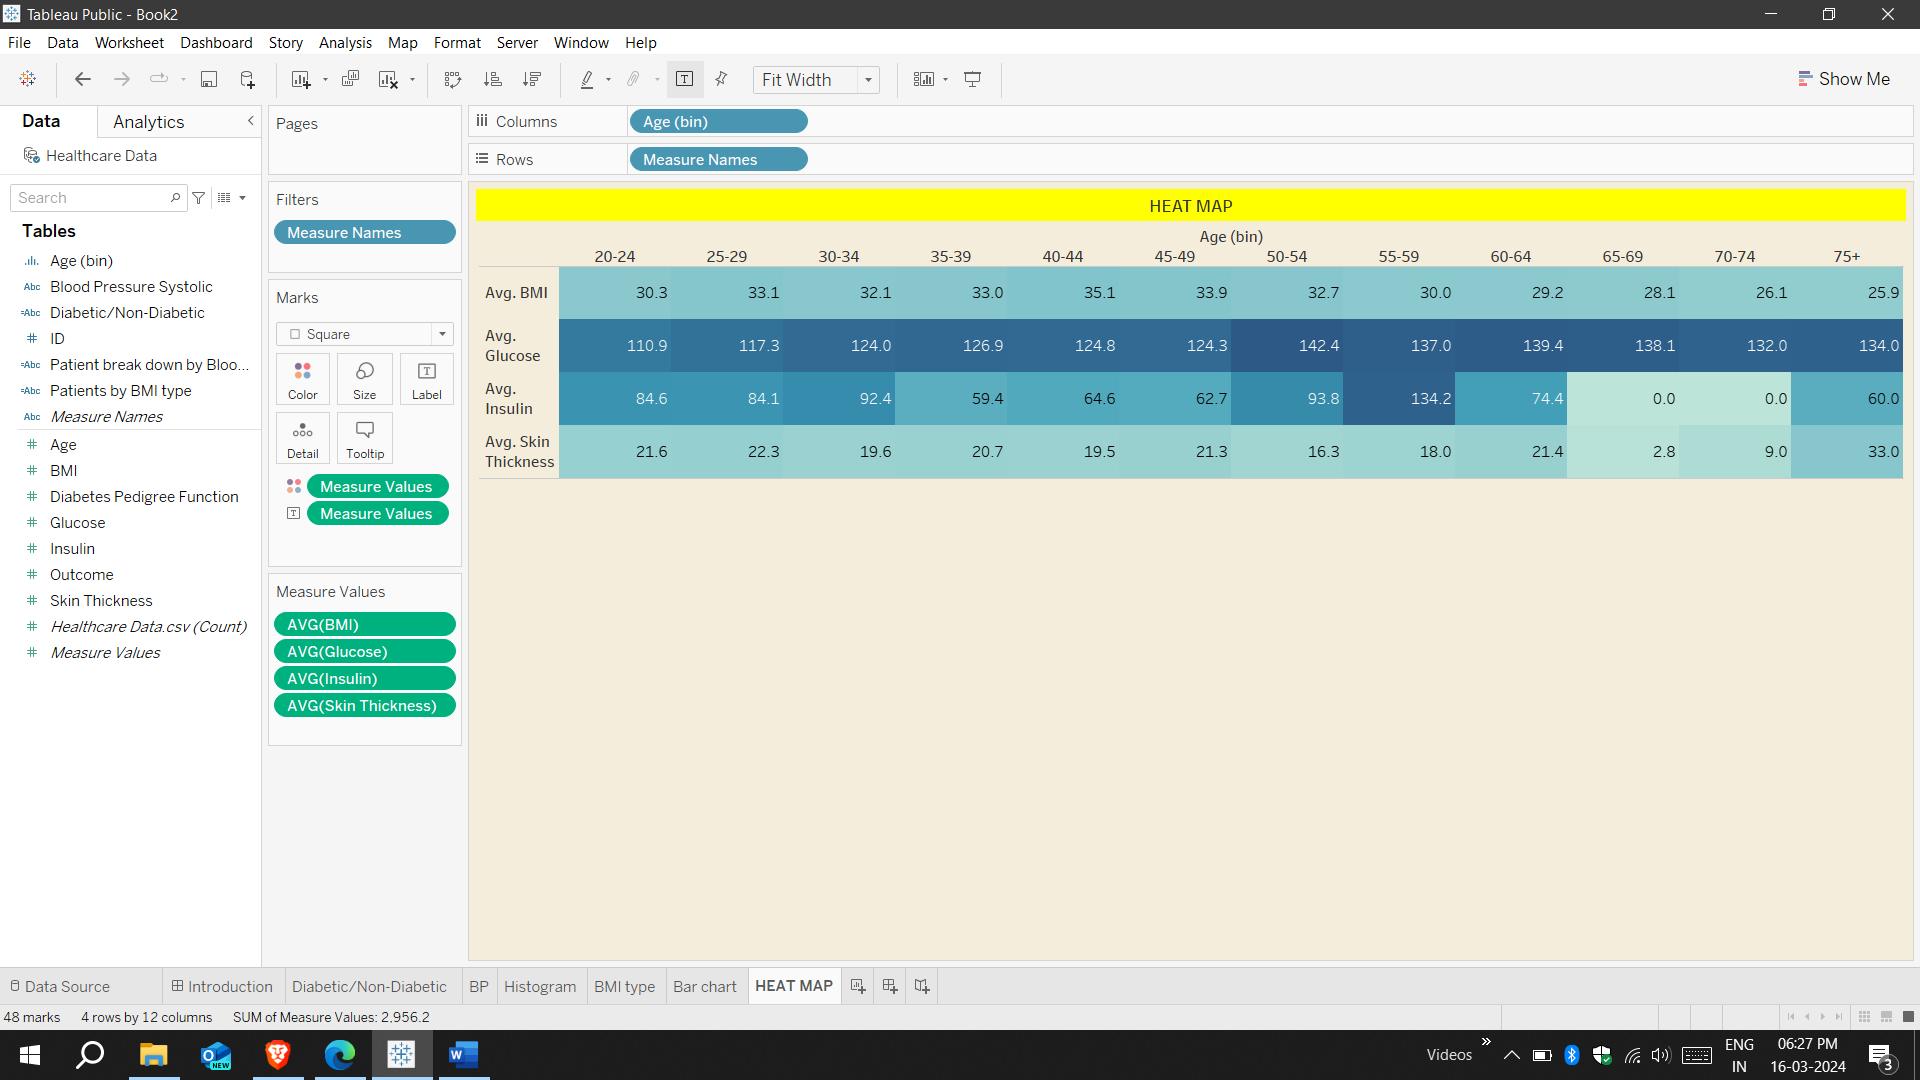 Tableau Public - Book2
File Data Worksheet Dashboard Story Analysis Map Format Server Window Help
Fit Width
Show Me
Data Analytics
Healthcare Data
Search
Tables
Age (bin)
Abc Blood Pressure Systolic
=Abc Diabetic/Non-Diabetic
# ID
=Abc Patient break down by Bloo...
=Abc Patients by BMI type
Abc Measure Names
# Age
# BMI
# Diabetes Pedigree Function
# Glucose
# Insulin
# Outcome
# Skin Thickness
# Healthcare Data.csv (Count)
# Measure Values
Pages
Filters
Measure Names
Marks
Square
Color Size Label
Detail Tooltip
Measure Values
Measure Values
Measure Values
AVG(BMI)
AVG(Glucose)
AVG(Insulin)
AVG(Skin Thickness)
Columns Age (bin)
Rows Measure Names
HEAT MAP
Age (bin)
20-24 25-29 30-34 35-39 40-44 45-49 50-54 55-59 60-64 65-69 70-74 75+
Avg. BMI 30.3 33.1 32.1 33.0 35.1 33.9 32.7 30.0 29.2 28.1 26.1 25.9
Avg.
Glucose 110.9 117.3 124.0 126.9 124.8 124.3 142.4 137.0 139.4 138.1 132.0 134.0
Avg.
Insulin 84.6 84.1 92.4 59.4 64.6 62.7 93.8 134.2 74.4 0.0 0.0 60.0
Avg. Skin
Thickness 21.6 22.3 19.6 20.7 19.5 21.3 16.3 18.0 21.4 2.8 9.0 33.0
Data Source Introduction Diabetic/Non-Diabetic BP Histogram BMI type Bar chart HEAT MAP
48 marks 4 rows by 12 columns SUM of Measure Values: 2,956.2
Videos
ENG
IN
06:27 PM
16-03-2024
3
NEW